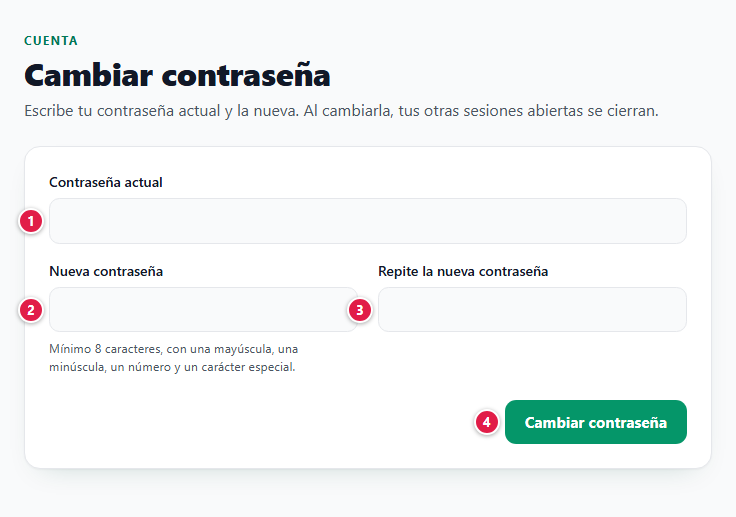 CUENTA
Cambiar contraseña
Escribe tu contraseña actual y la nueva. Al cambiarla, tus otras sesiones abiertas se cierran.
Contraseña actual
1
Nueva contraseña
Repite la nueva contraseña
2
3
Mínimo 8 caracteres, con una mayúscula, una
minúscula, un número y un carácter especial.
4
Cambiar contraseña